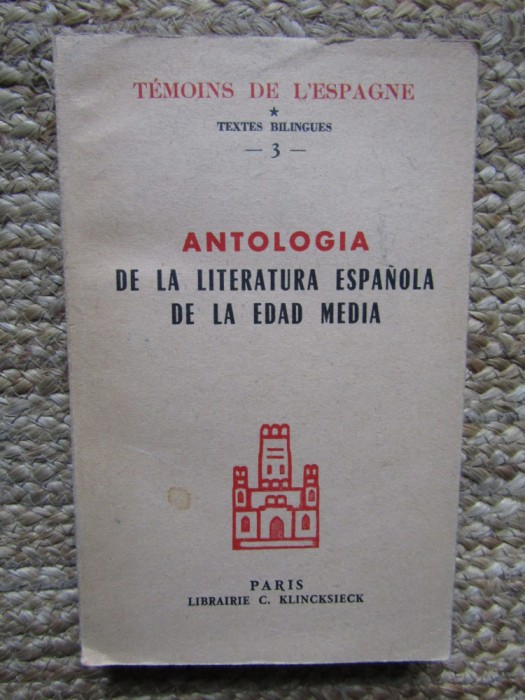 TÉMOINS DE L'ESPAGNE
*
TEXTES BILINGUES
— 3 —
ANTOLOGIA
DE LA LITERATURA ESPAÑOLA
DE LA EDAD MEDIA
PARIS
LIBRAIRIE C. KLINCKSIECK